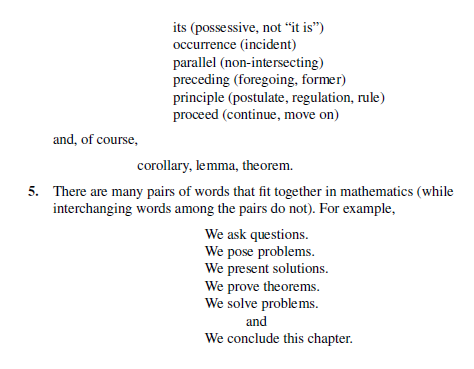 its (possessive, not “it is”)
occurrence (incident)
parallel (non-intersecting)
preceding (foregoing, former)
principle (postulate, regulation, rule)
proceed (continue, move on)
and, of course,
corollary, lemma, theorem.
5. There are many pairs of words that fit together in mathematics (while
interchanging words among the pairs do not). For example,
We ask questions.
We pose problems.
We present solutions.
We prove theorems.
We solve problems.
and
We conclude this chapter.